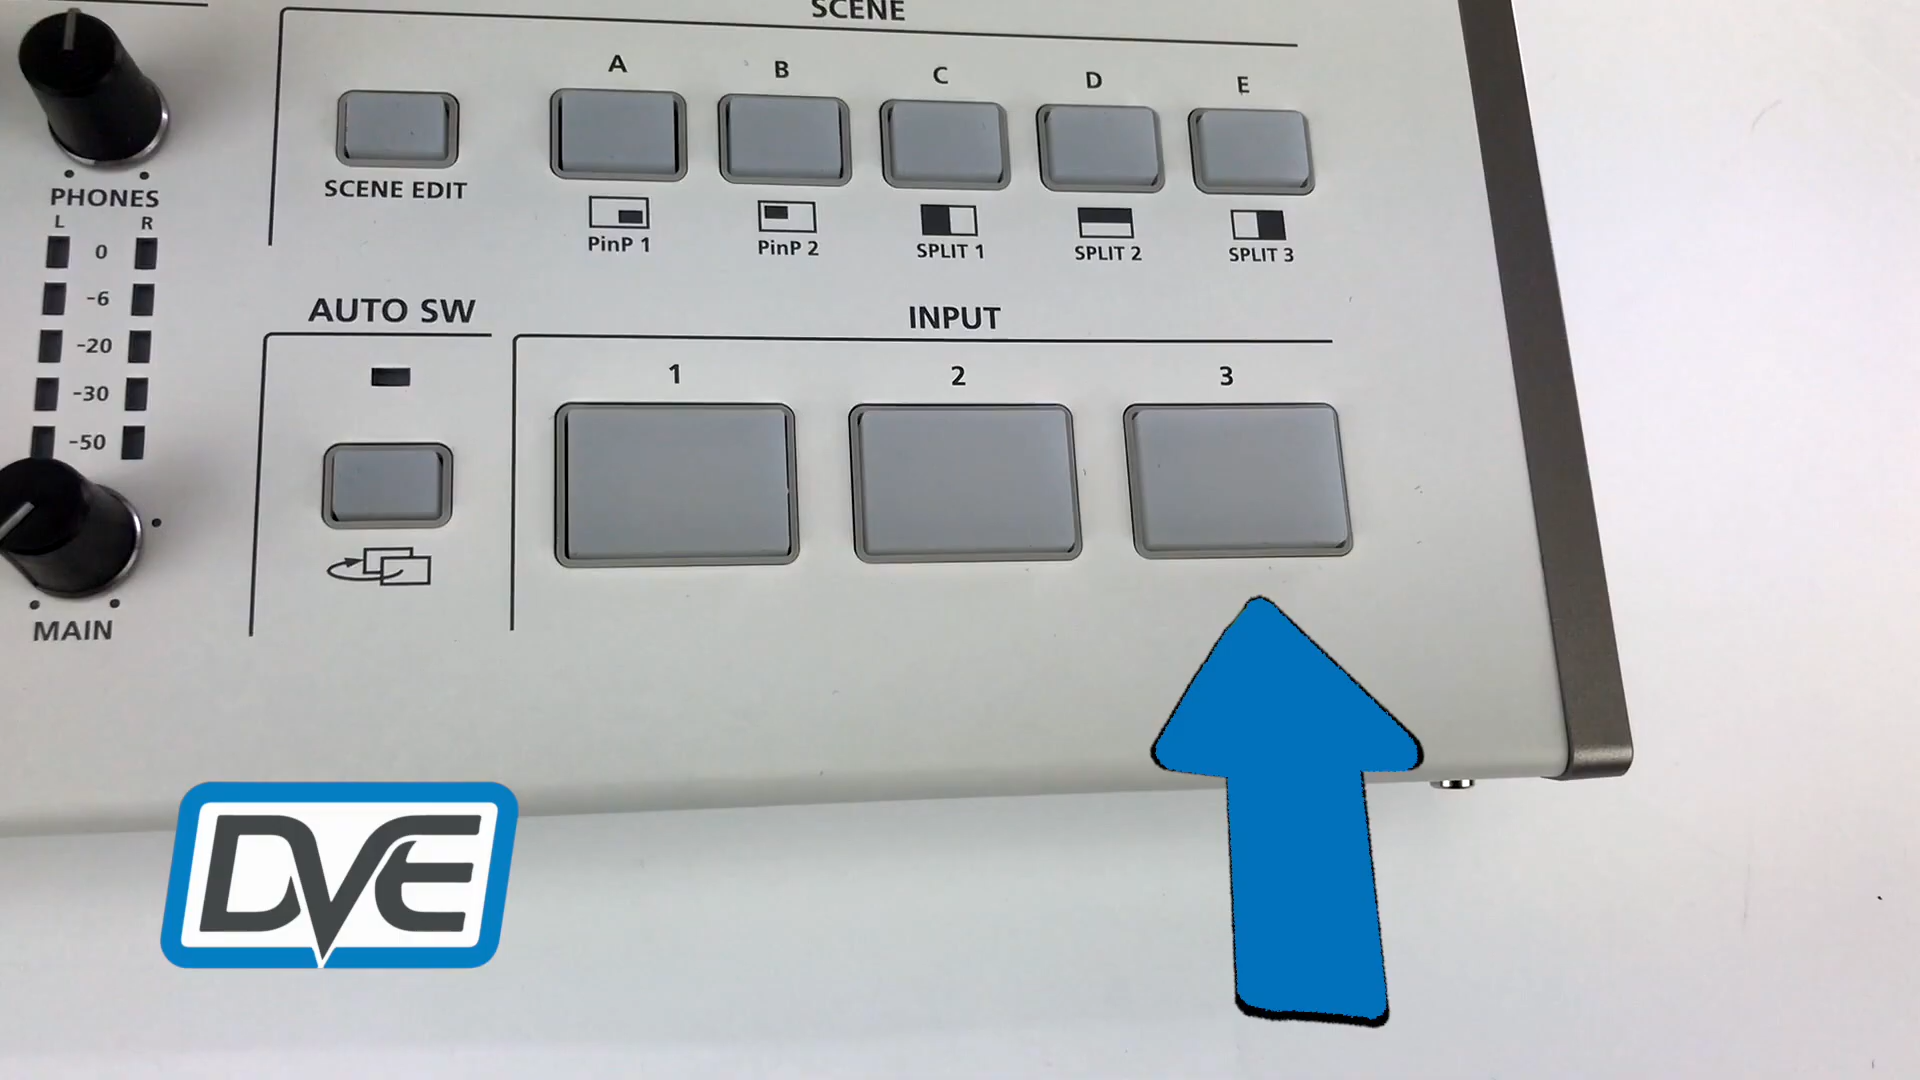 SCENE
A B C D E
SCENE EDIT
PinP 1
PinP 2
SPLIT 1
SPLIT 2
SPLIT 3
PHONES
L R
0
-6
-20
-30
-50
MAIN
AUTO SW
INPUT
1 2 3
DVE